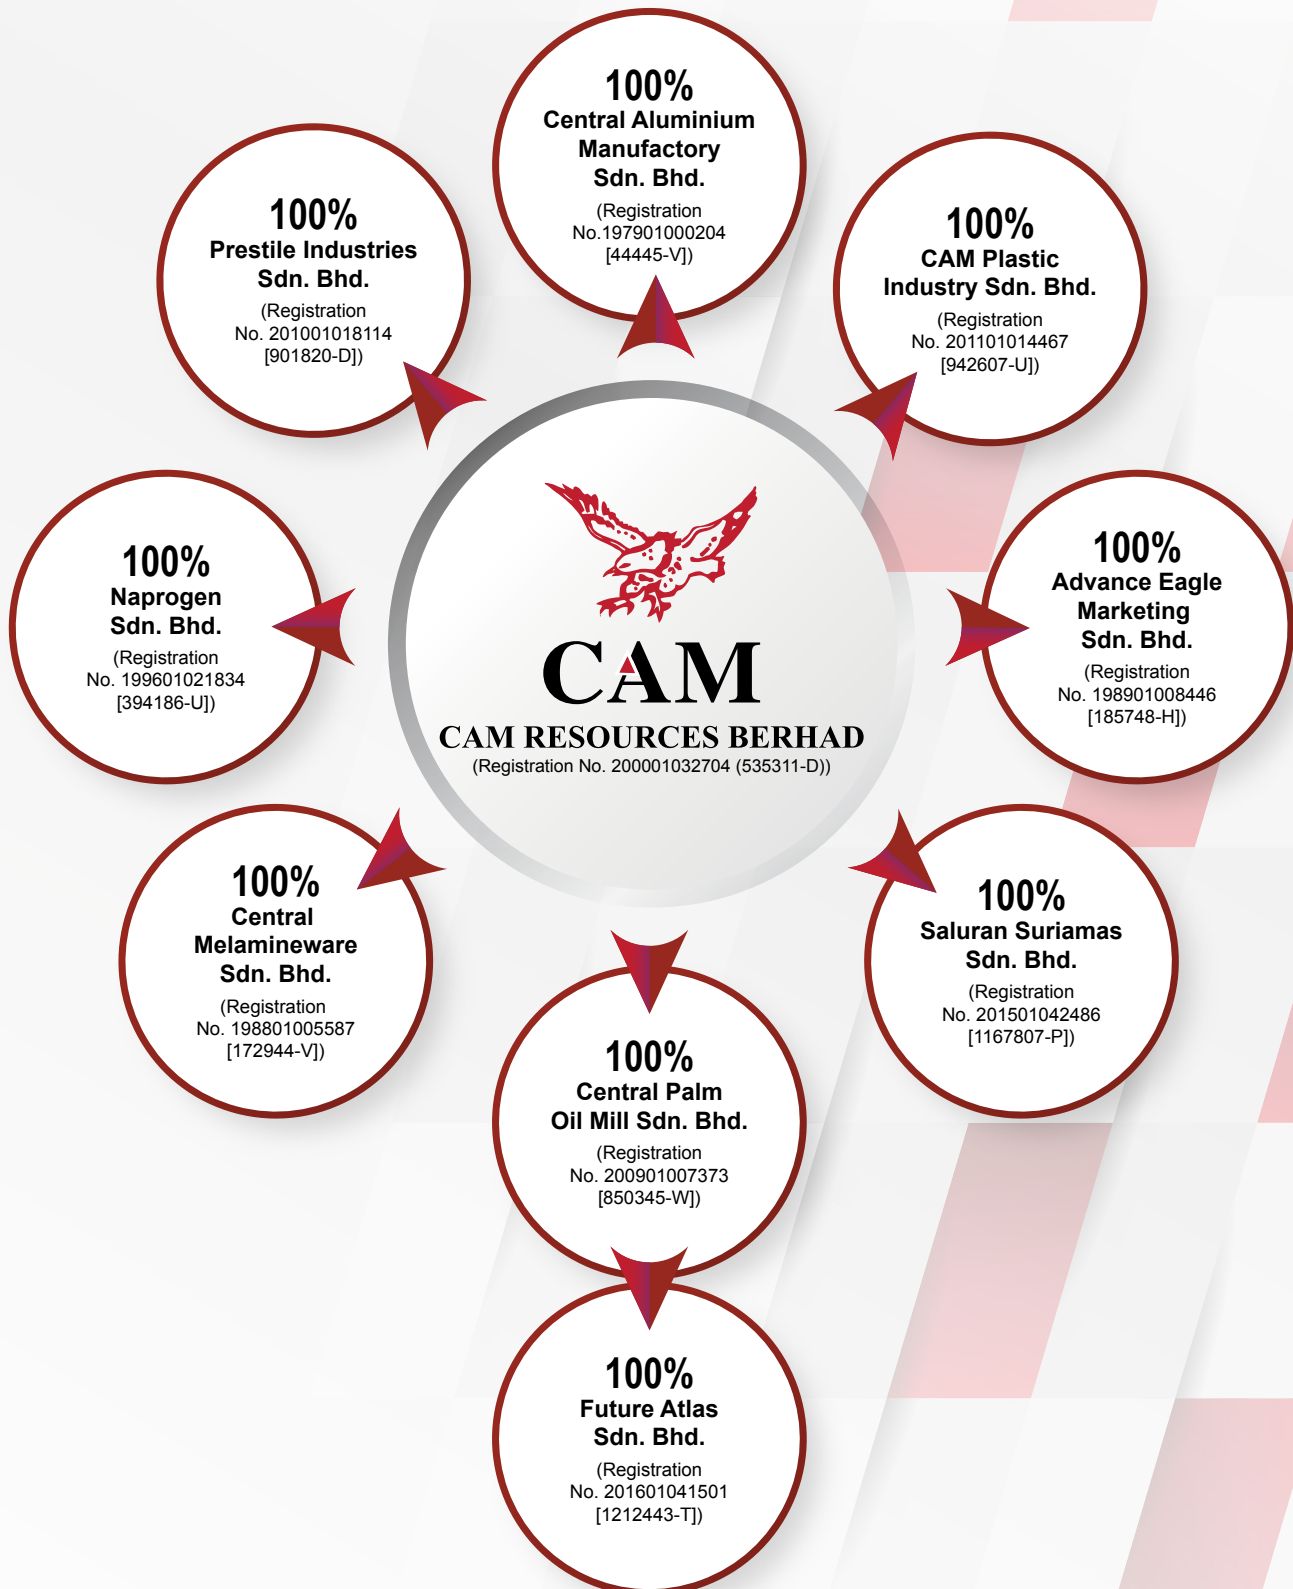 100%
Central Aluminium
Manufactory
Sdn. Bhd.
(Registration
No.197901000204
[44445-V])
100%
Prestile Industries
Sdn. Bhd.
(Registration
No. 201001018114
[901820-D])
100%
CAM Plastic
Industry Sdn. Bhd.
(Registration
No. 201101014467
[942607-U])
100%
Naprogen
Sdn. Bhd.
(Registration
No. 199601021834
[394186-U])
CAM
CAM RESOURCES BERHAD
(Registration No. 200001032704 (535311-D))
100%
Advance Eagle
Marketing
Sdn. Bhd.
(Registration
No. 198901008446
[185748-H])
100%
Central
Melamineware
Sdn. Bhd.
(Registration
No. 198801005587
[172944-V])
100%
Saluran Suriamas
Sdn. Bhd.
(Registration
No. 201501042486
[1167807-P])
100%
Central Palm
Oil Mill Sdn. Bhd.
(Registration
No. 200901007373
[850345-W])
100%
Future Atlas
Sdn. Bhd.
(Registration
No. 201601041501
[1212443-T])